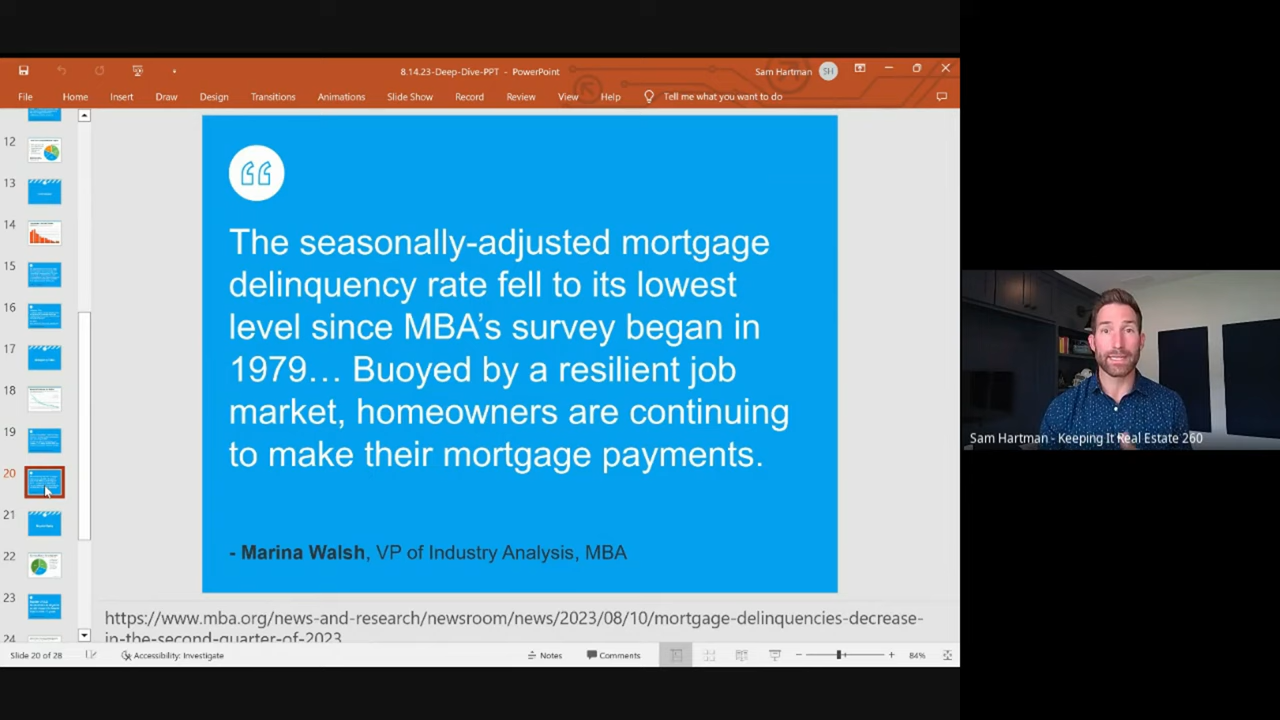 8.14.23-Deep-Dive-PPT - PowerPoint
Sam Hartman
SH
File
Home
Insert
Draw
Design
Transitions
Animations
Slide Show
Record
Review
View
Help
Tell me what you want to do
12
13
14
15
16
17
18
19
20
21
22
23
24
The seasonally-adjusted mortgage
delinquency rate fell to its lowest
level since MBA’s survey began in
1979… Buoyed by a resilient job
market, homeowners are continuing
to make their mortgage payments.
- Marina Walsh, VP of Industry Analysis, MBA
https://www.mba.org/news-and-research/newsroom/news/2023/08/10/mortgage-delinquencies-decrease-
in-the-second-quarter-of-2023
Slide 20 of 28
Accessibility: Investigate
Notes
Comments
84%
Sam Hartman - Keeping It Real Estate 260